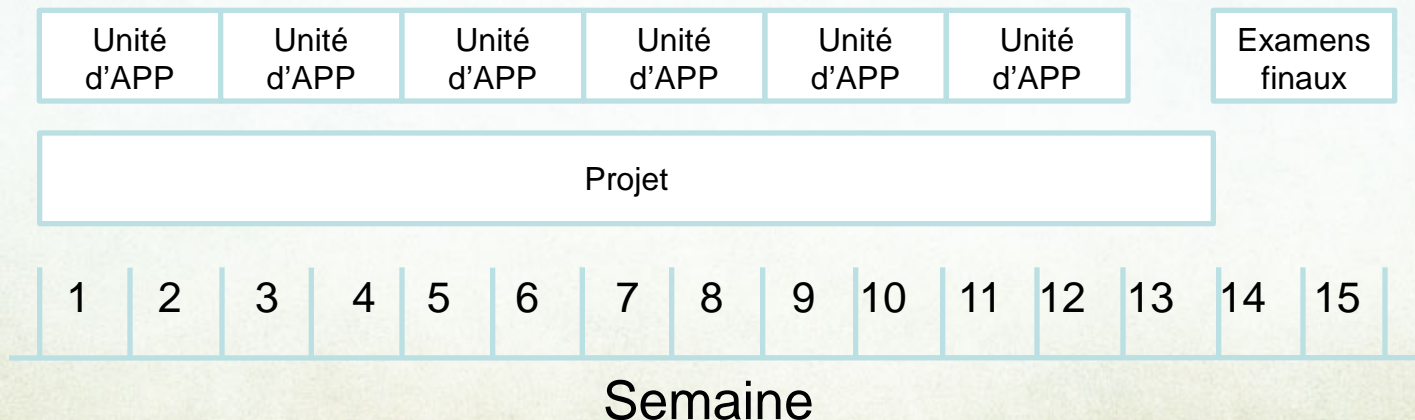 Unité
d’APP
Unité
d’APP
Unité
d’APP
Unité
d’APP
Unité
d’APP
Unité
d’APP
Examens
finaux
Projet
1 2 3 4 5 6 7 8 9 10 11 12 13 14 15
Semaine